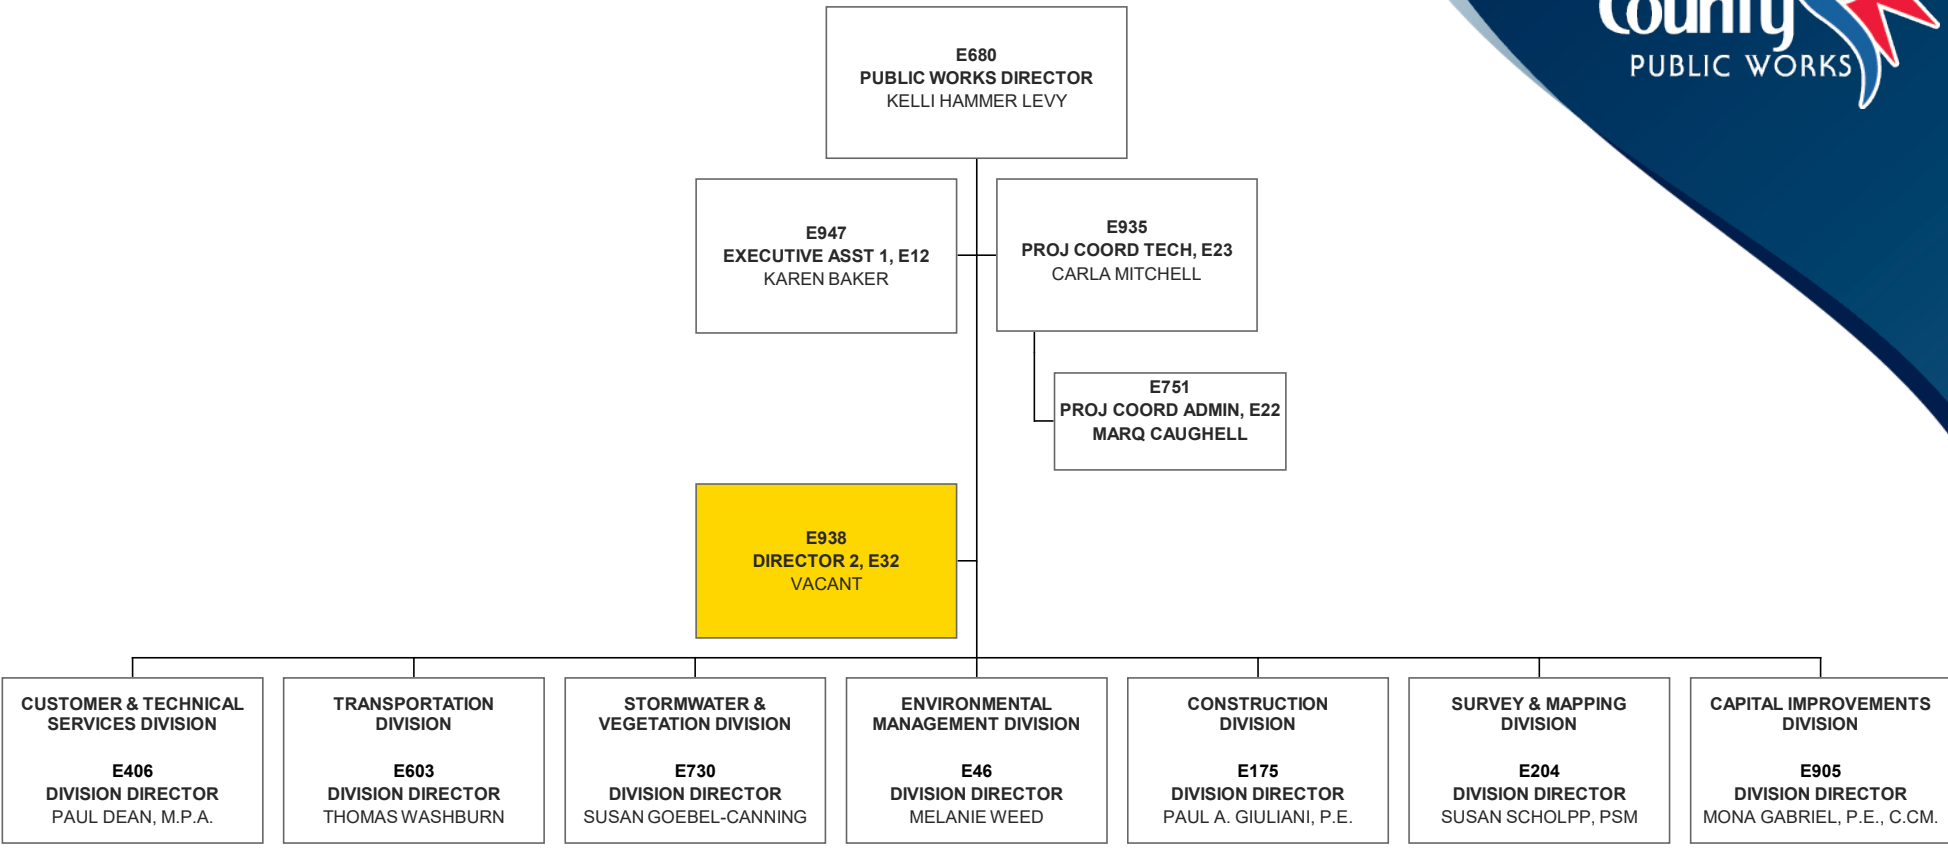 County
PUBLIC WORKS
E680
PUBLIC WORKS DIRECTOR
KELLI HAMMER LEVY
E947
EXECUTIVE ASST 1, E12
KAREN BAKER
E935
PROJ COORD TECH, E23
CARLA MITCHELL
E751
PROJ COORD ADMIN, E22
MARQ CAUGHELL
E938
DIRECTOR 2, E32
VACANT
CUSTOMER & TECHNICAL
SERVICES DIVISION
E406
DIVISION DIRECTOR
PAUL DEAN, M.P.A.
TRANSPORTATION
DIVISION
E603
DIVISION DIRECTOR
THOMAS WASHBURN
STORMWATER &
VEGETATION DIVISION
E730
DIVISION DIRECTOR
SUSAN GOEBEL-CANNING
ENVIRONMENTAL
MANAGEMENT DIVISION
E46
DIVISION DIRECTOR
MELANIE WEED
CONSTRUCTION
DIVISION
E175
DIVISION DIRECTOR
PAUL A. GIULIANI, P.E.
SURVEY & MAPPING
DIVISION
E204
DIVISION DIRECTOR
SUSAN SCHOLPP, PSM
CAPITAL IMPROVEMENTS
DIVISION
E905
DIVISION DIRECTOR
MONA GABRIEL, P.E., C.CM.